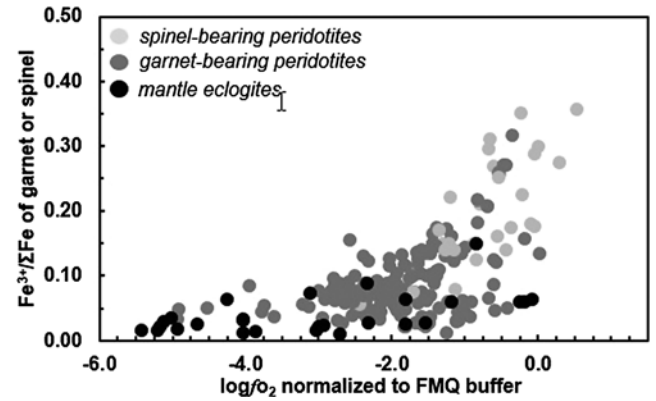 0.50
0.40
0.30
0.20
0.10
0.00
Fe³⁺/ΣFe of garnet or spinel
spinel-bearing peridotites
garnet-bearing peridotites
mantle eclogites
-6.0 -4.0 -2.0 0.0
logfo₂ normalized to FMQ buffer